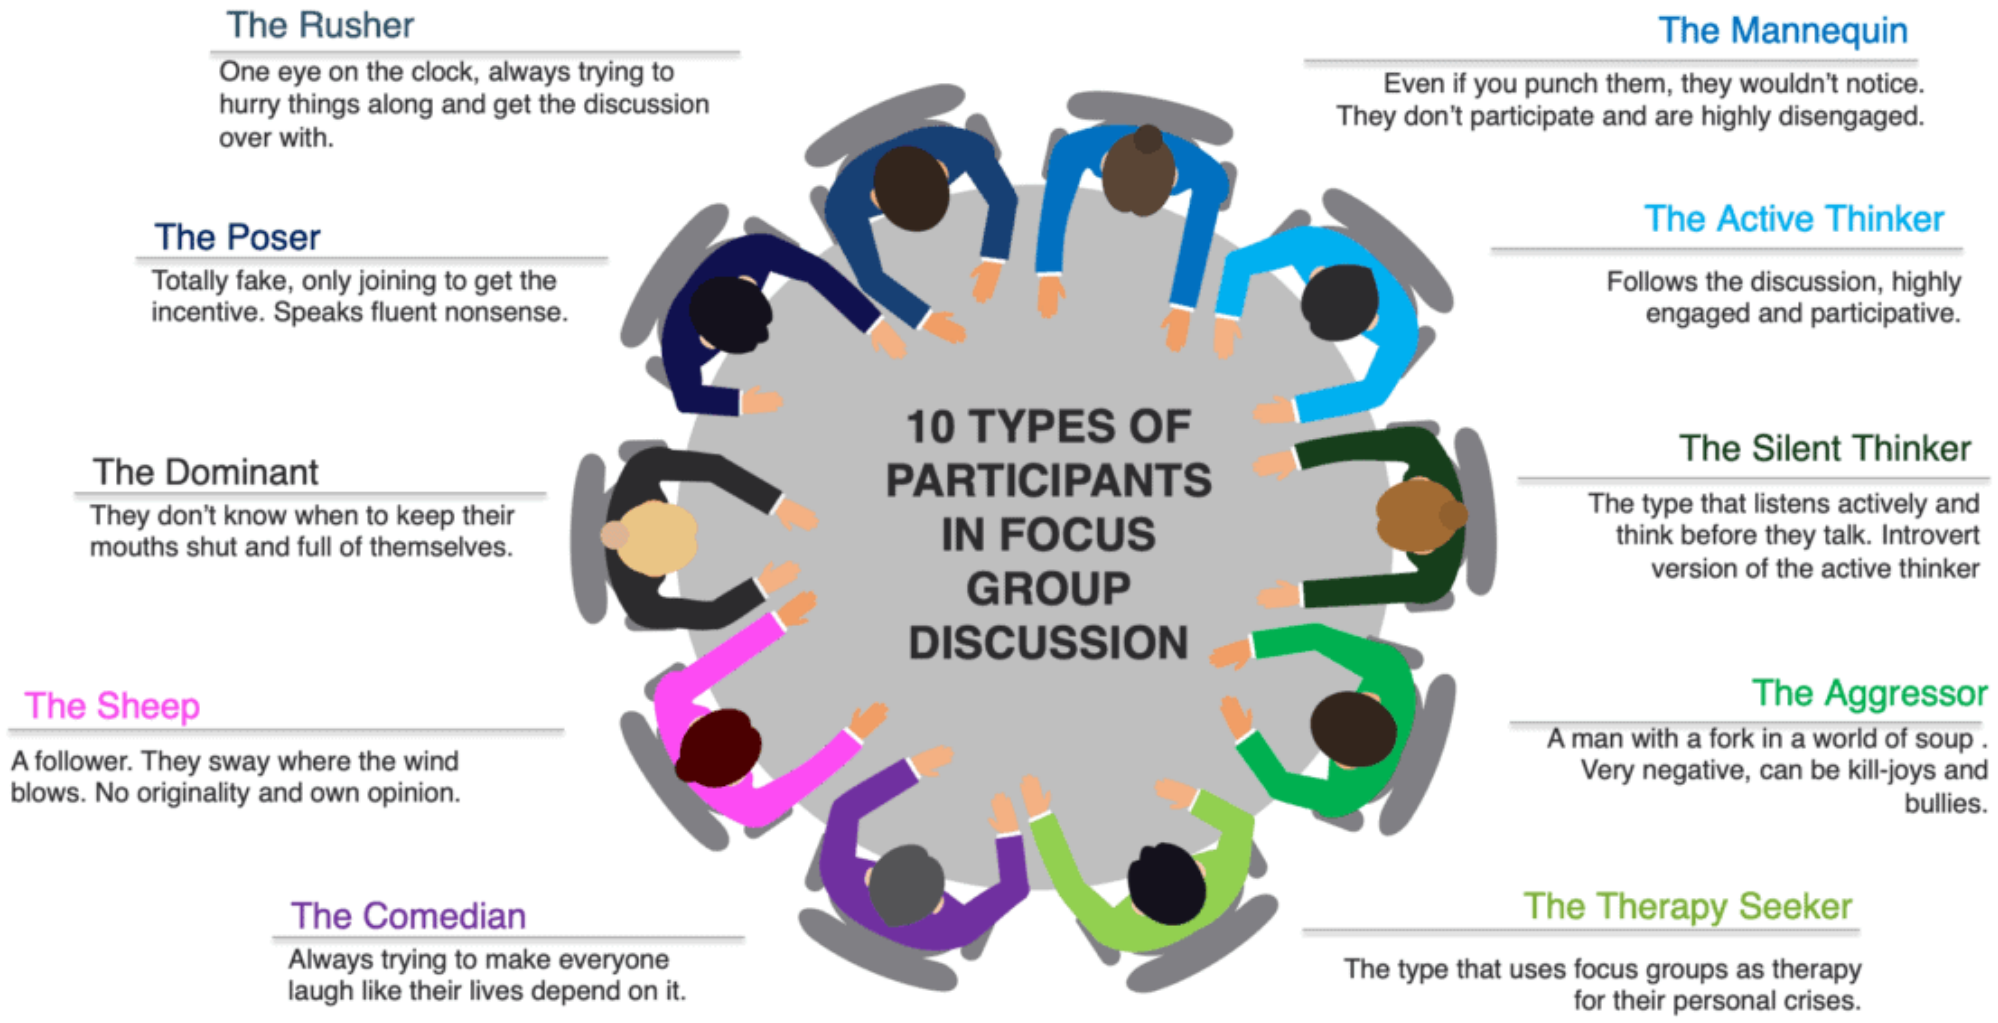 The Rusher
One eye on the clock, always trying to
hurry things along and get the discussion
over with.
The Poser
Totally fake, only joining to get the
incentive. Speaks fluent nonsense.
The Dominant
They don't know when to keep their
mouths shut and full of themselves.
The Sheep
A follower. They sway where the wind
blows. No originality and own opinion.
The Comedian
Always trying to make everyone
laugh like their lives depend on it.
10 TYPES OF
PARTICIPANTS
IN FOCUS
GROUP
DISCUSSION
The Mannequin
Even if you punch them, they wouldn't notice.
They don't participate and are highly disengaged.
The Active Thinker
Follows the discussion, highly
engaged and participative.
The Silent Thinker
The type that listens actively and
think before they talk. Introvert
version of the active thinker
The Aggressor
A man with a fork in a world of soup .
Very negative, can be kill-joys and
bullies.
The Therapy Seeker
The type that uses focus groups as therapy
for their personal crises.